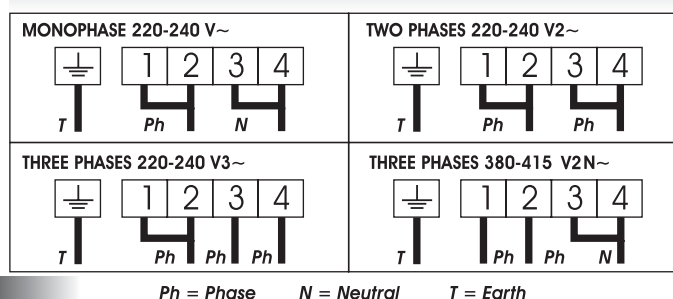 MONOPHASE 220-240 V~
1 2 3 4
T Ph N
TWO PHASES 220-240 V2~
1 2 3 4
T Ph Ph
THREE PHASES 220-240 V3~
1 2 3 4
T Ph Ph Ph
THREE PHASES 380-415 V2N~
1 2 3 4
T Ph Ph N
Ph = Phase N = Neutral T = Earth